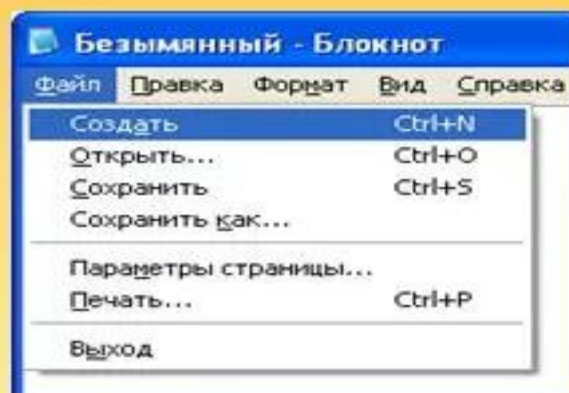 Безымянный - Блокнот
Файл Правка Формат Вид Справка
Создать Ctrl+N
Открыть... Ctrl+O
Сохранить Ctrl+S
Сохранить как...
Параметры страницы...
Печать... Ctrl+P
Выход